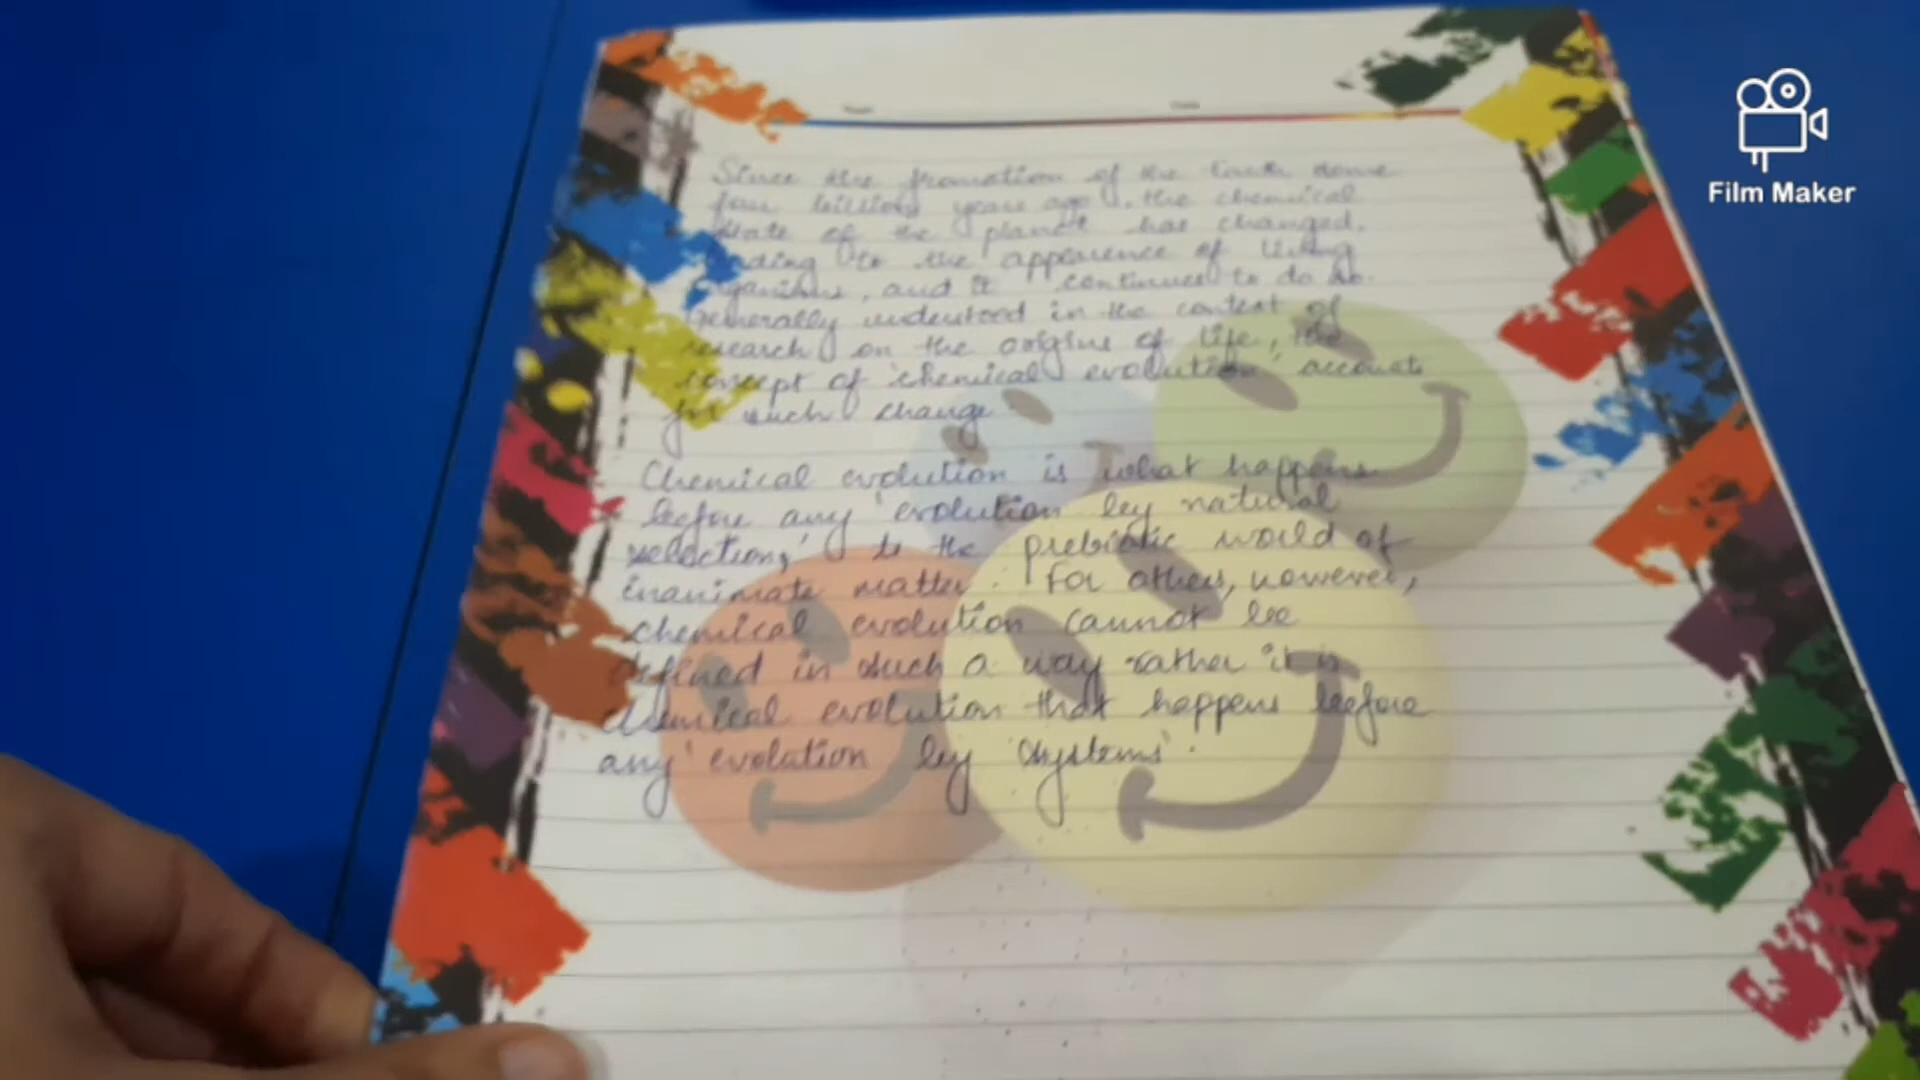 Since the fromation of the Earth some
four billions years ago, the chemical
state of the planet has changed,
leading to the apperience of living
organisms, and it continues to do so.
Generally understood in the context of
research on the origins of life, the
concept of 'chemical evolution' accounts
for such change
Chemical evolution is what happens
before any 'evolution by natural
selection,' to the prebiotic world of
inanimate matter. For others, however,
chemical evolution cannot be
defined in such a way rather it is
chemical evolution that happens before
any 'evolution by systems'.
Film Maker